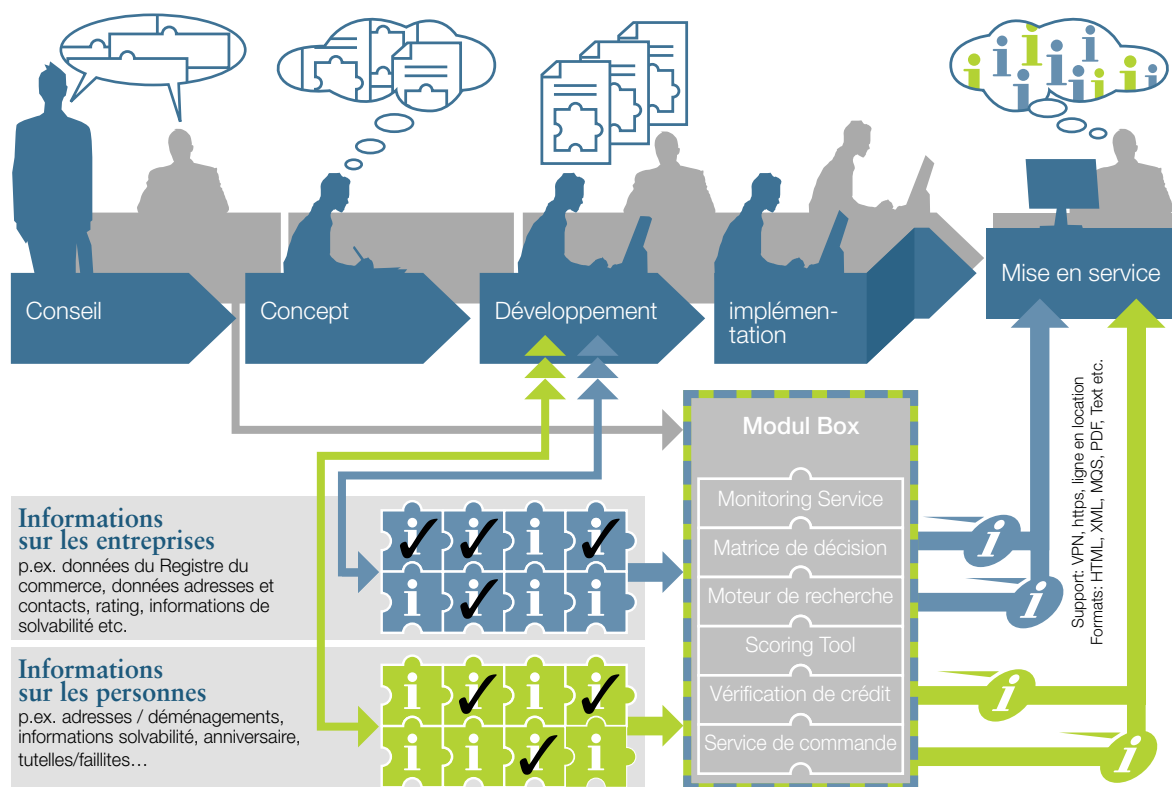 Conseil
Concept
Développement
implémen-
tation
Mise en service
Support: VPN, https, ligne en location
Formats: HTML, XML, MQS, PDF, Text etc.
Modul Box
Monitoring Service
Matrice de décision
Moteur de recherche
Scoring Tool
Vérification de crédit
Service de commande
Informations
sur les entreprises
p.ex. données du Registre du
commerce, données adresses et
contacts, rating, informations de
solvabilité etc.
Informations
sur les personnes
p.ex. adresses / déménagements,
informations solvabilité, anniversaire,
tutelles/faillites…